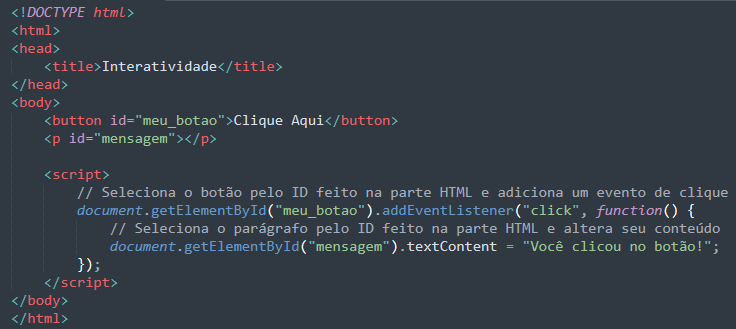 <!DOCTYPE html>
<html>
<head>
    <title>Interatividade</title>
</head>
<body>
    <button id="meu_botao">Clique Aqui</button>
    <p id="mensagem"></p>

    <script>
        // Seleciona o botão pelo ID feito na parte HTML e adiciona um evento de clique
        document.getElementById("meu_botao").addEventListener("click", function() {
            // Seleciona o parágrafo pelo ID feito na parte HTML e altera seu conteúdo
            document.getElementById("mensagem").textContent = "Você clicou no botão!";
        });
    </script>
</body>
</html>